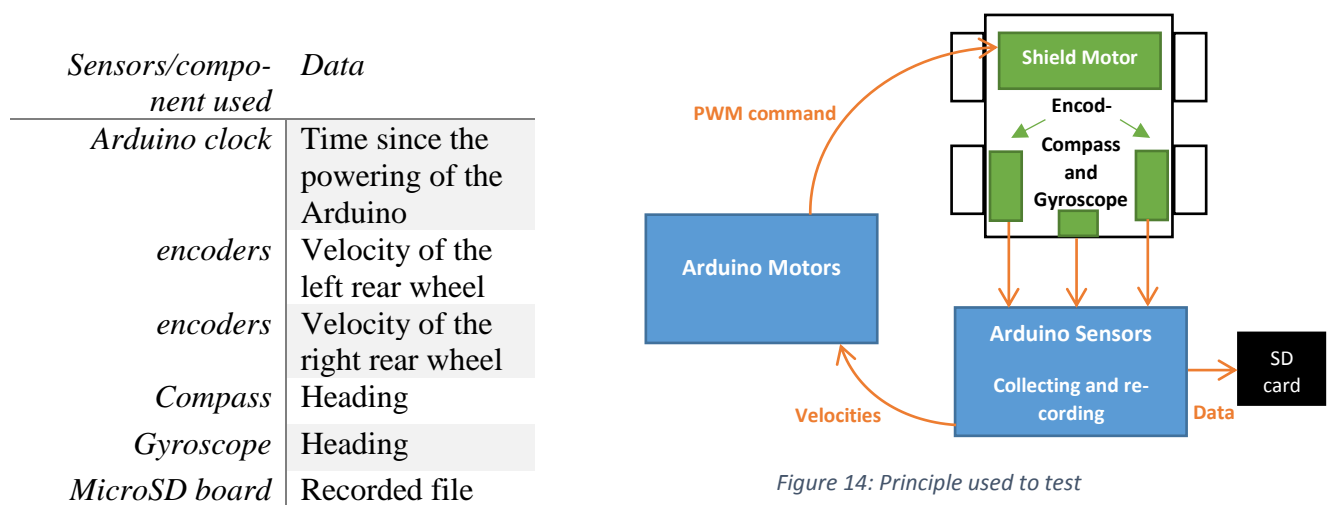 Sensors/compo-
nent used
Data
Arduino clock
Time since the
powering of the
Arduino
encoders
Velocity of the
left rear wheel
encoders
Velocity of the
right rear wheel
Compass
Heading
Gyroscope
Heading
MicroSD board
Recorded file
Shield Motor
PWM command
Encod-
Compass
and
Gyroscope
Arduino Motors
Arduino Sensors
Collecting and re-
cording
SD
card
Velocities
Data
Figure 14: Principle used to test